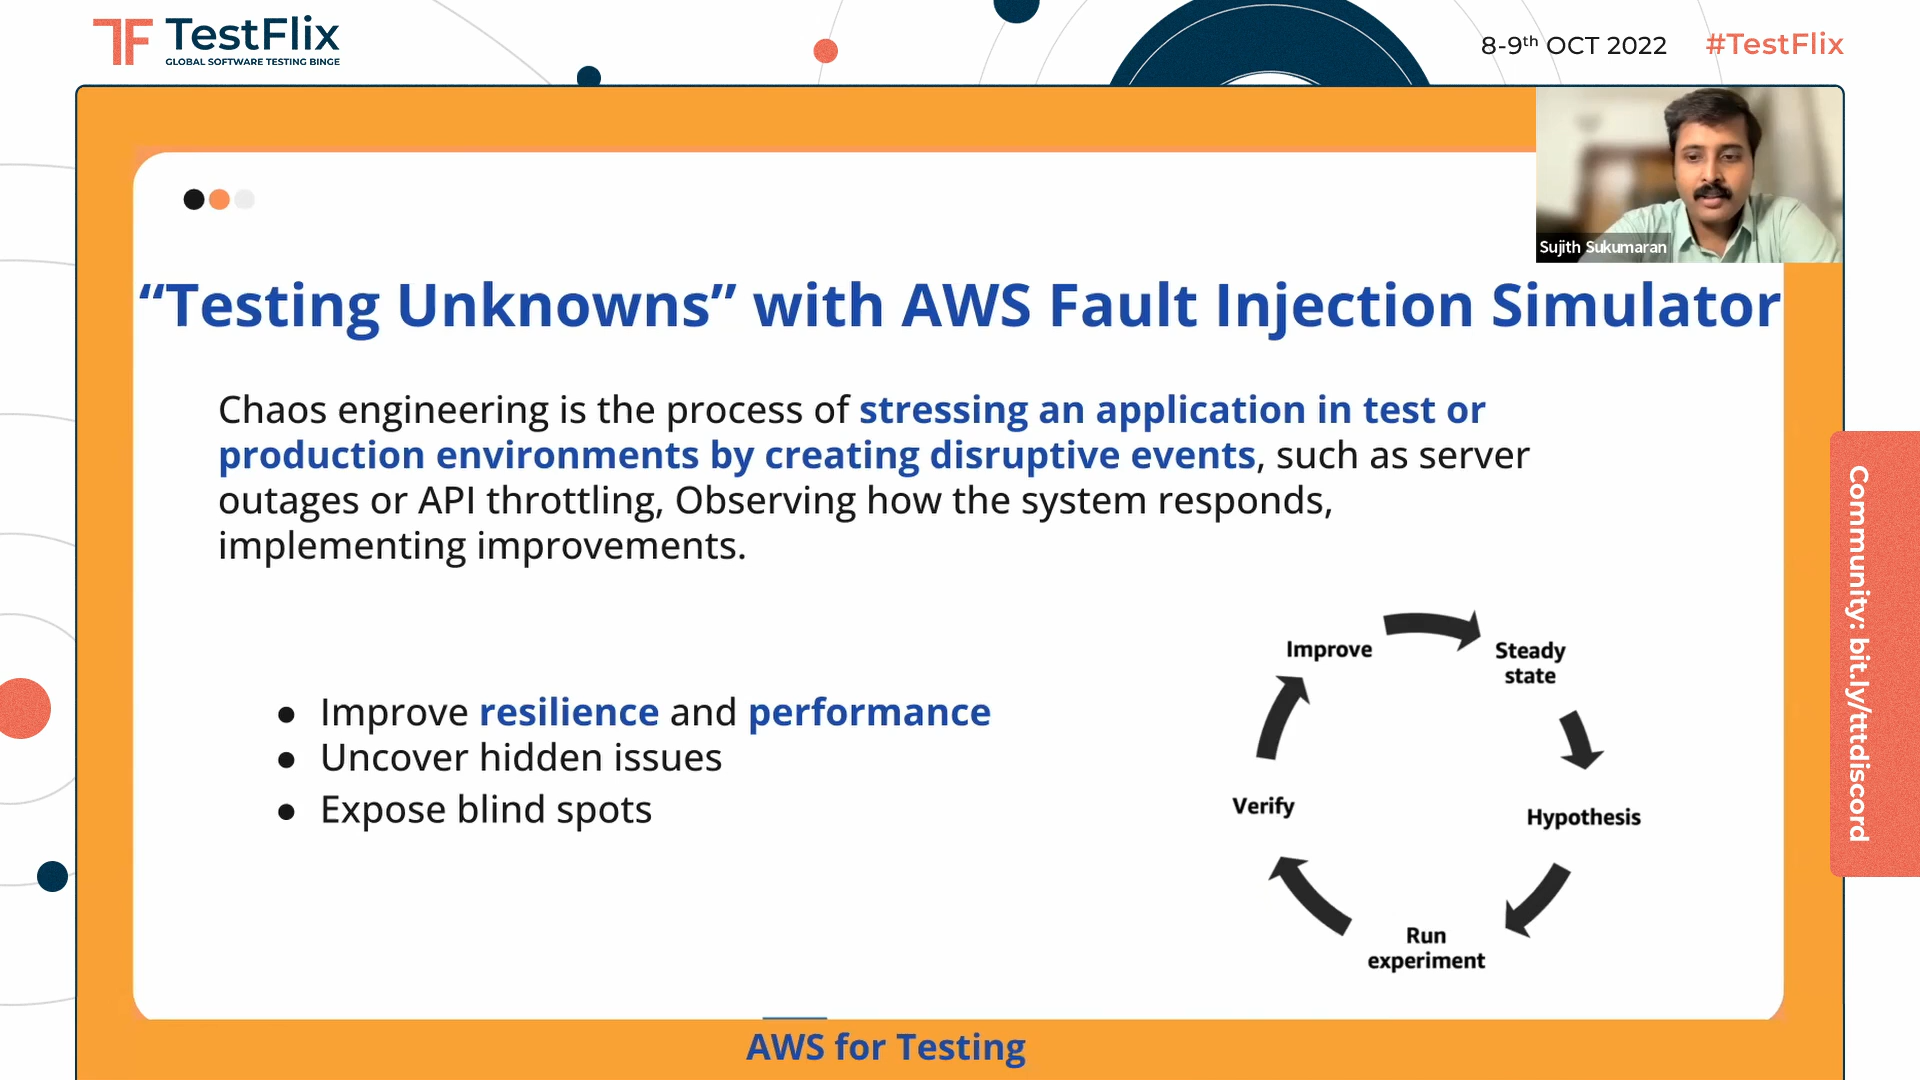 TF TestFlix
GLOBAL SOFTWARE TESTING BINGE
8-9th OCT 2022
#TestFlix
Sujith Sukumaran
“Testing Unknowns” with AWS Fault Injection Simulator
Chaos engineering is the process of stressing an application in test or
production environments by creating disruptive events, such as server
outages or API throttling, Observing how the system responds,
implementing improvements.
● Improve resilience and performance
● Uncover hidden issues
● Expose blind spots
Improve
Steady
state
Hypothesis
Run
experiment
Verify
AWS for Testing
Community: bit.ly/tttdiscord